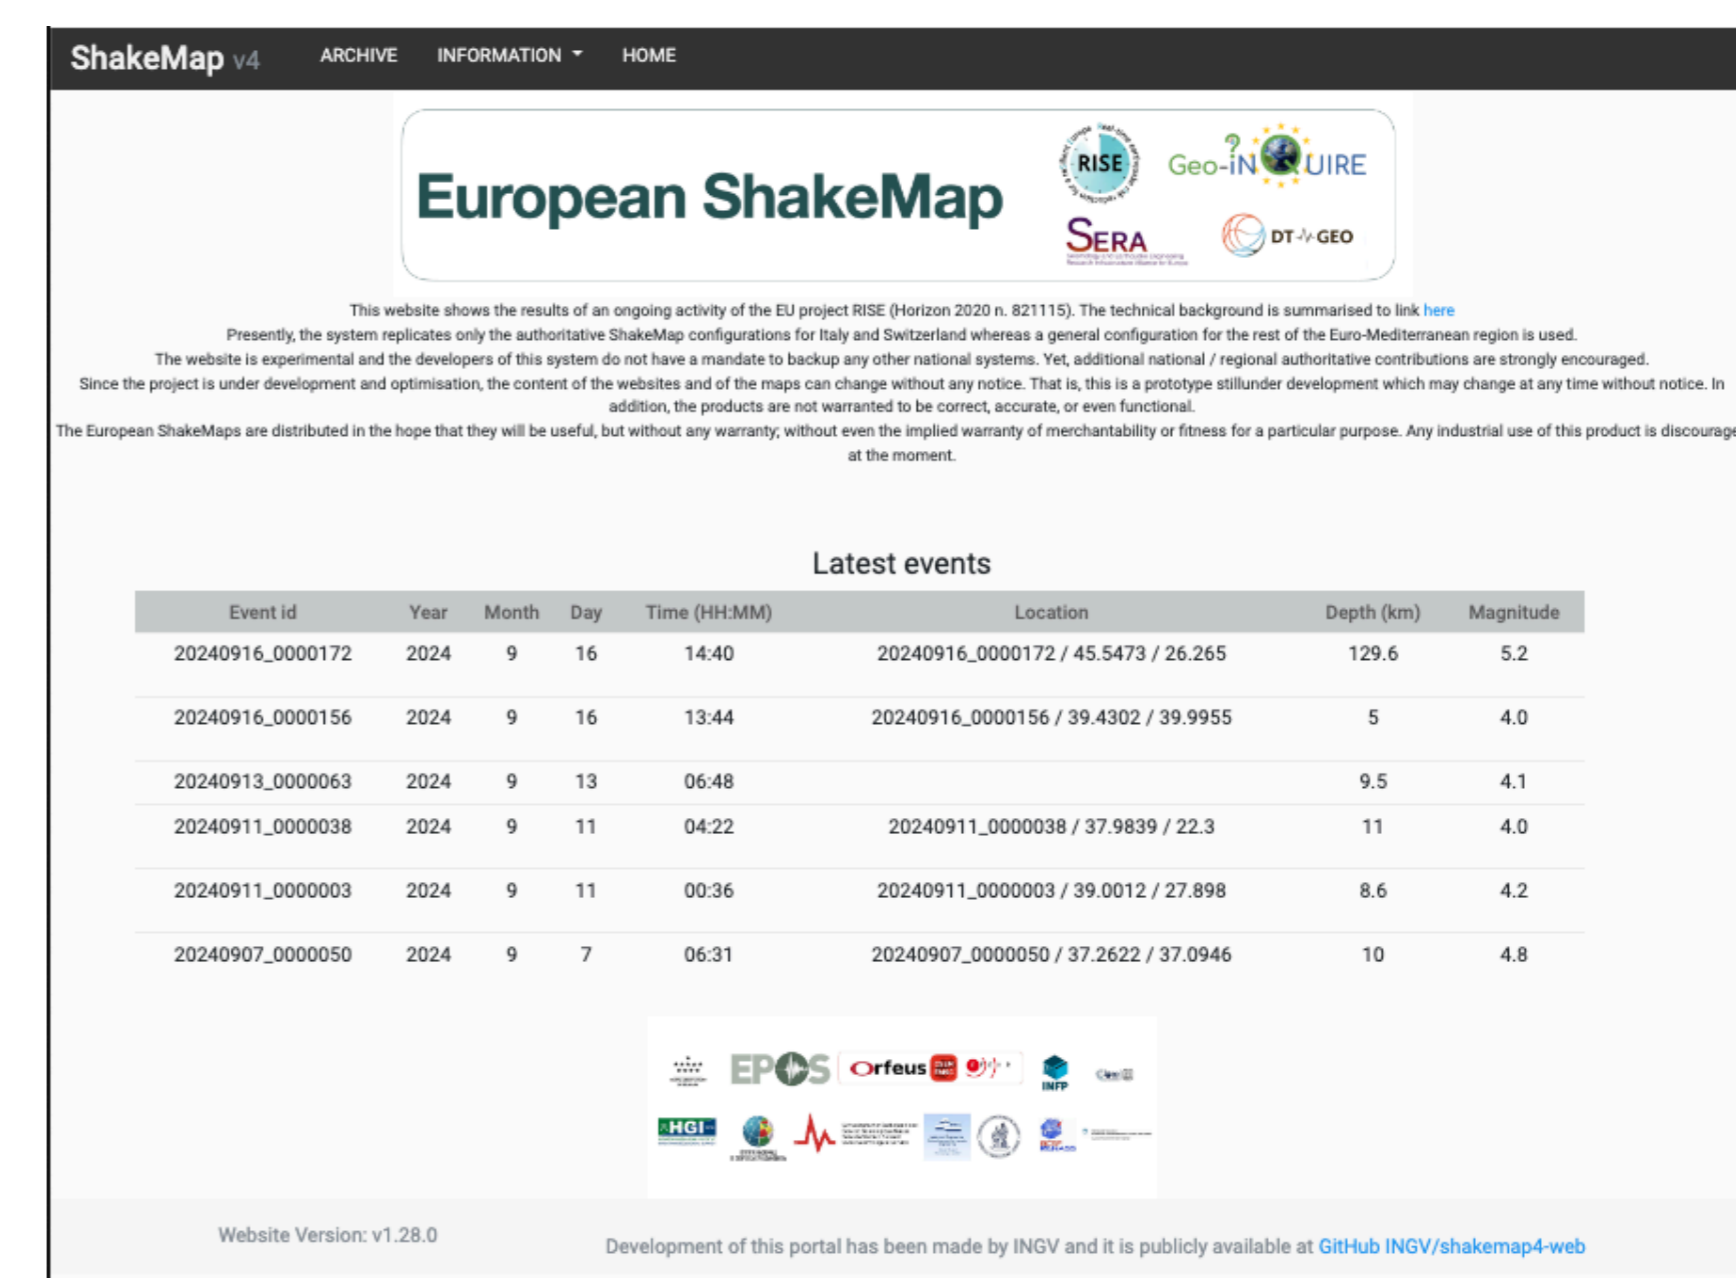 ShakeMap v4 ARCHIVE INFORMATION HOME
European ShakeMap
RISE
Geo-INQUIRE
SERA
DT GEO
This website shows the results of an ongoing activity of the EU project RISE (Horizon 2020 n. 821115). The technical background is summarised to link here
Presently, the system replicates only the authoritative ShakeMap configurations for Italy and Switzerland whereas a general configuration for the rest of the Euro-Mediterranean region is used.
The website is experimental and the developers of this system do not have a mandate to backup any other national systems. Yet, additional national / regional authoritative contributions are strongly encouraged.
Since the project is under development and optimisation, the content of the websites and of the maps can change without any notice. That is, this is a prototype stillunder development which may change at any time without notice. In
addition, the products are not warranted to be correct, accurate, or even functional.
The European ShakeMaps are distributed in the hope that they will be useful, but without any warranty; without even the implied warranty of merchantability or fitness for a particular purpose. Any industrial use of this product is discourage
at the moment.
Latest events
Event id Year Month Day Time (HH:MM) Location Depth (km) Magnitude
20240916_0000172 2024 9 16 14:40 20240916_0000172 / 45.5473 / 26.265 129.6 5.2
20240916_0000156 2024 9 16 13:44 20240916_0000156 / 39.4302 / 39.9955 5 4.0
20240913_0000063 2024 9 13 06:48 9.5 4.1
20240911_0000038 2024 9 11 04:22 20240911_0000038 / 37.9839 / 22.3 11 4.0
20240911_0000003 2024 9 11 00:36 20240911_0000003 / 39.0012 / 27.898 8.6 4.2
20240907_0000050 2024 9 7 06:31 20240907_0000050 / 37.2622 / 37.0946 10 4.8
EPOS Orfeus INFP
HGI
Website Version: v1.28.0
Development of this portal has been made by INGV and it is publicly available at GitHub INGV/shakemap4-web